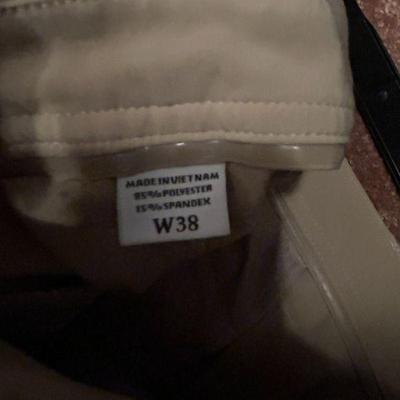 MADE IN VIETNAM
85% POLYESTER
15% SPANDEX
W38